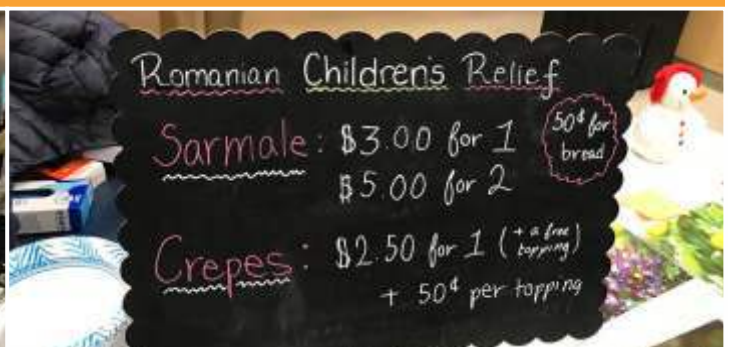 Romanian Children's Relief
Sarmale: $3.00 for 1
$5.00 for 2
50¢ for
bread
Crepes: $2.50 for 1 (+ a free
topping)
+ 50¢ per topping